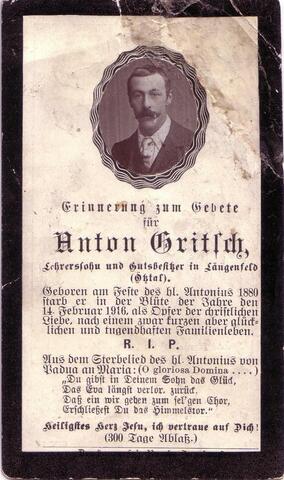 Erinnerung zum Gebete
für
Anton Gritsch,
Lehrerssohn und Gutsbesitzer in Längenfeld
(Ötztal).
Geboren am Feste des hl. Antonius 1880
starb er in der Blüte der Jahre den
14. Februar 1916, als Opfer der christlichen
Liebe, nach einem zwar kurzen aber glück-
lichen und tugendhaften Familienleben.
R. I. P.
Aus dem Sterbelied des hl. Antonius von
Padua an Maria: (O gloriosa Domina . . . .)
„Du gibst in Deinem Sohn das Glück,
Das Eva längst verlor, zurück.
Daß ein wir gehen zum sel'gen Chor,
Erschließest Du das Himmelstor.“
Heiligstes Herz Jesu, ich vertraue auf Dich!
(300 Tage Ablaß.)